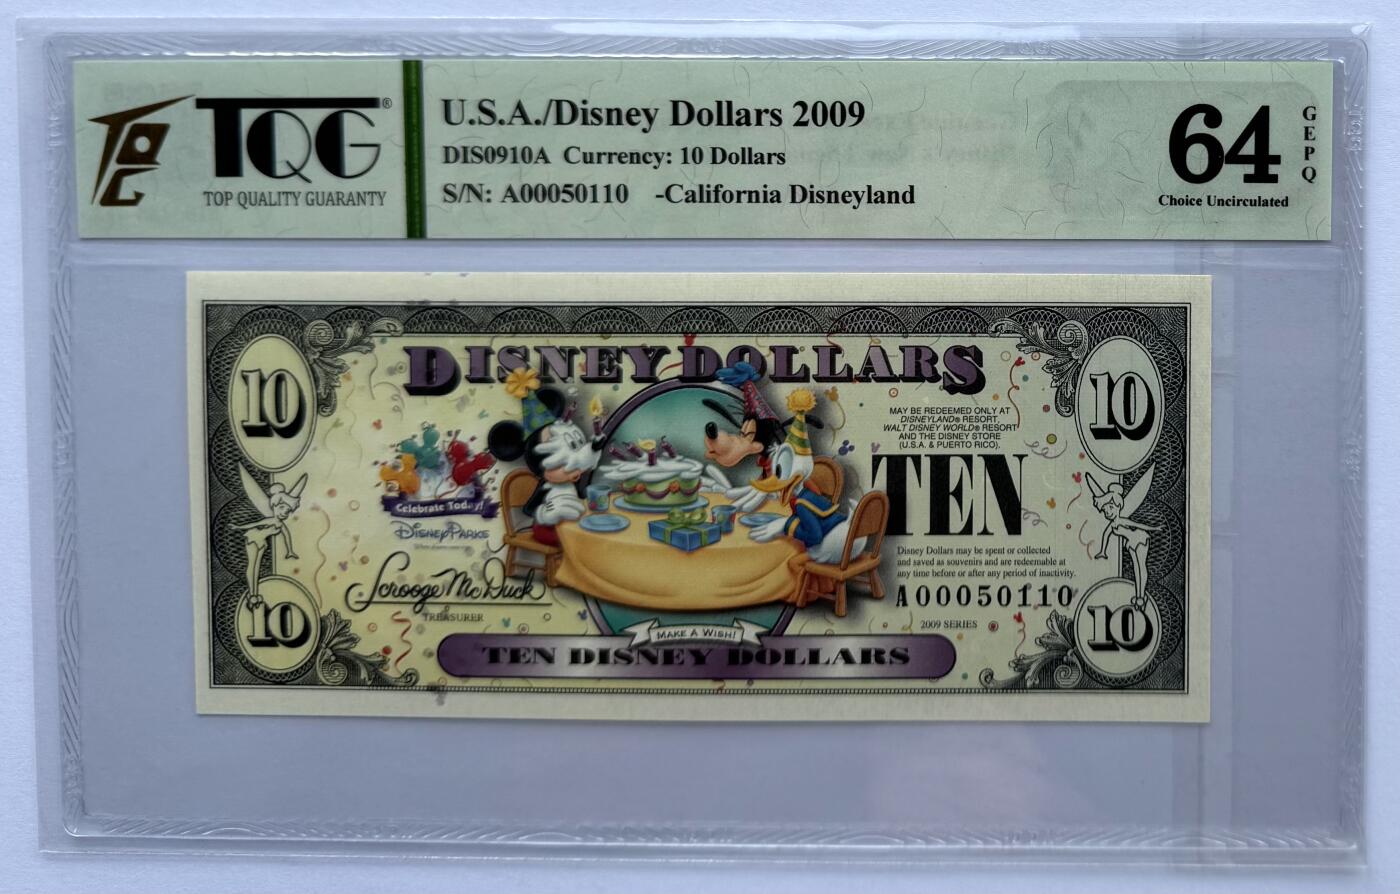 TQG®
TOP QUALITY GUARANTY
U.S.A./Disney Dollars 2009
DIS0910A Currency: 10 Dollars
S/N: A00050110 -California Disneyland
64
Choice Uncirculated
GEPQ
DISNEY DOLLARS
10
10
MAY BE REDEEMED ONLY AT
DISNEYLAND® RESORT,
WALT DISNEY WORLD® RESORT
AND THE DISNEY STORE
(U.S.A. & PUERTO RICO).
TEN
Celebrate Today!
DISNEY PARKS
Disney Dollars may be spent or collected
and saved as souvenirs and are redeemable at
any time before or after any period of inactivity.
Scrooge McDuck
TREASURER
A00050110
2009 SERIES
10
10
MAKE A WISH!
TEN DISNEY DOLLARS